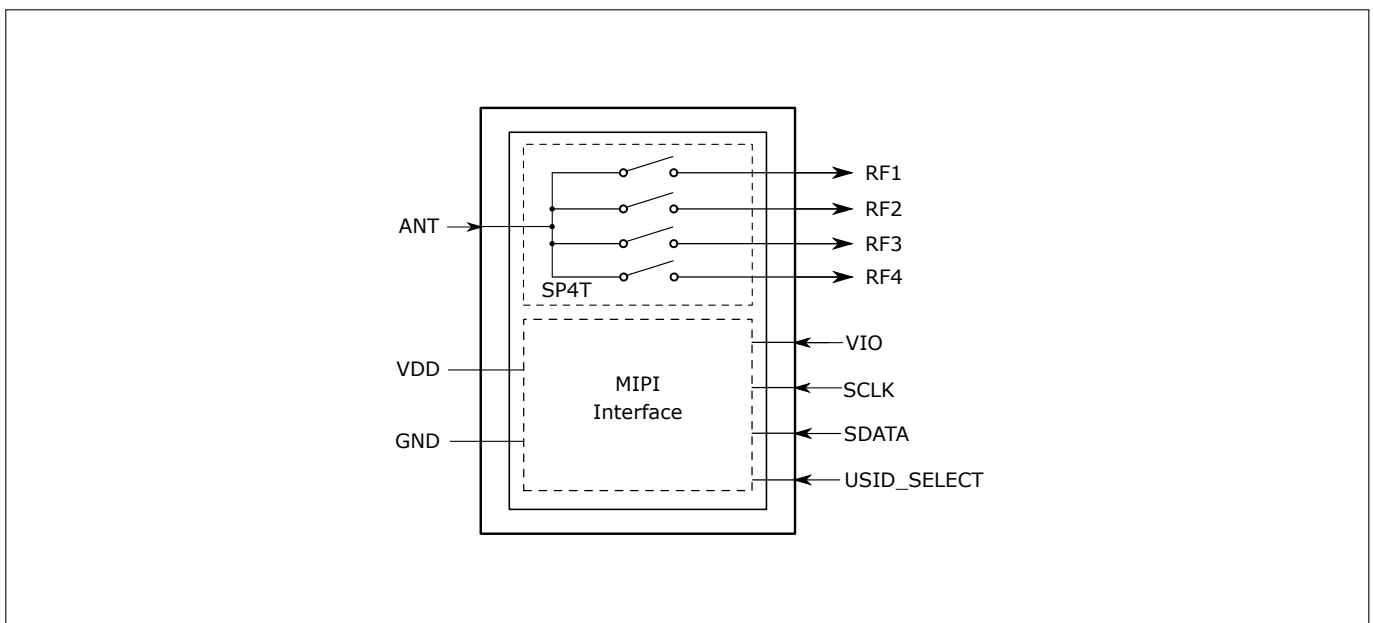 RF1
RF2
ANT
RF3
RF4
SP4T
VIO
VDD
MIPI
Interface
SCLK
GND
SDATA
USID_SELECT